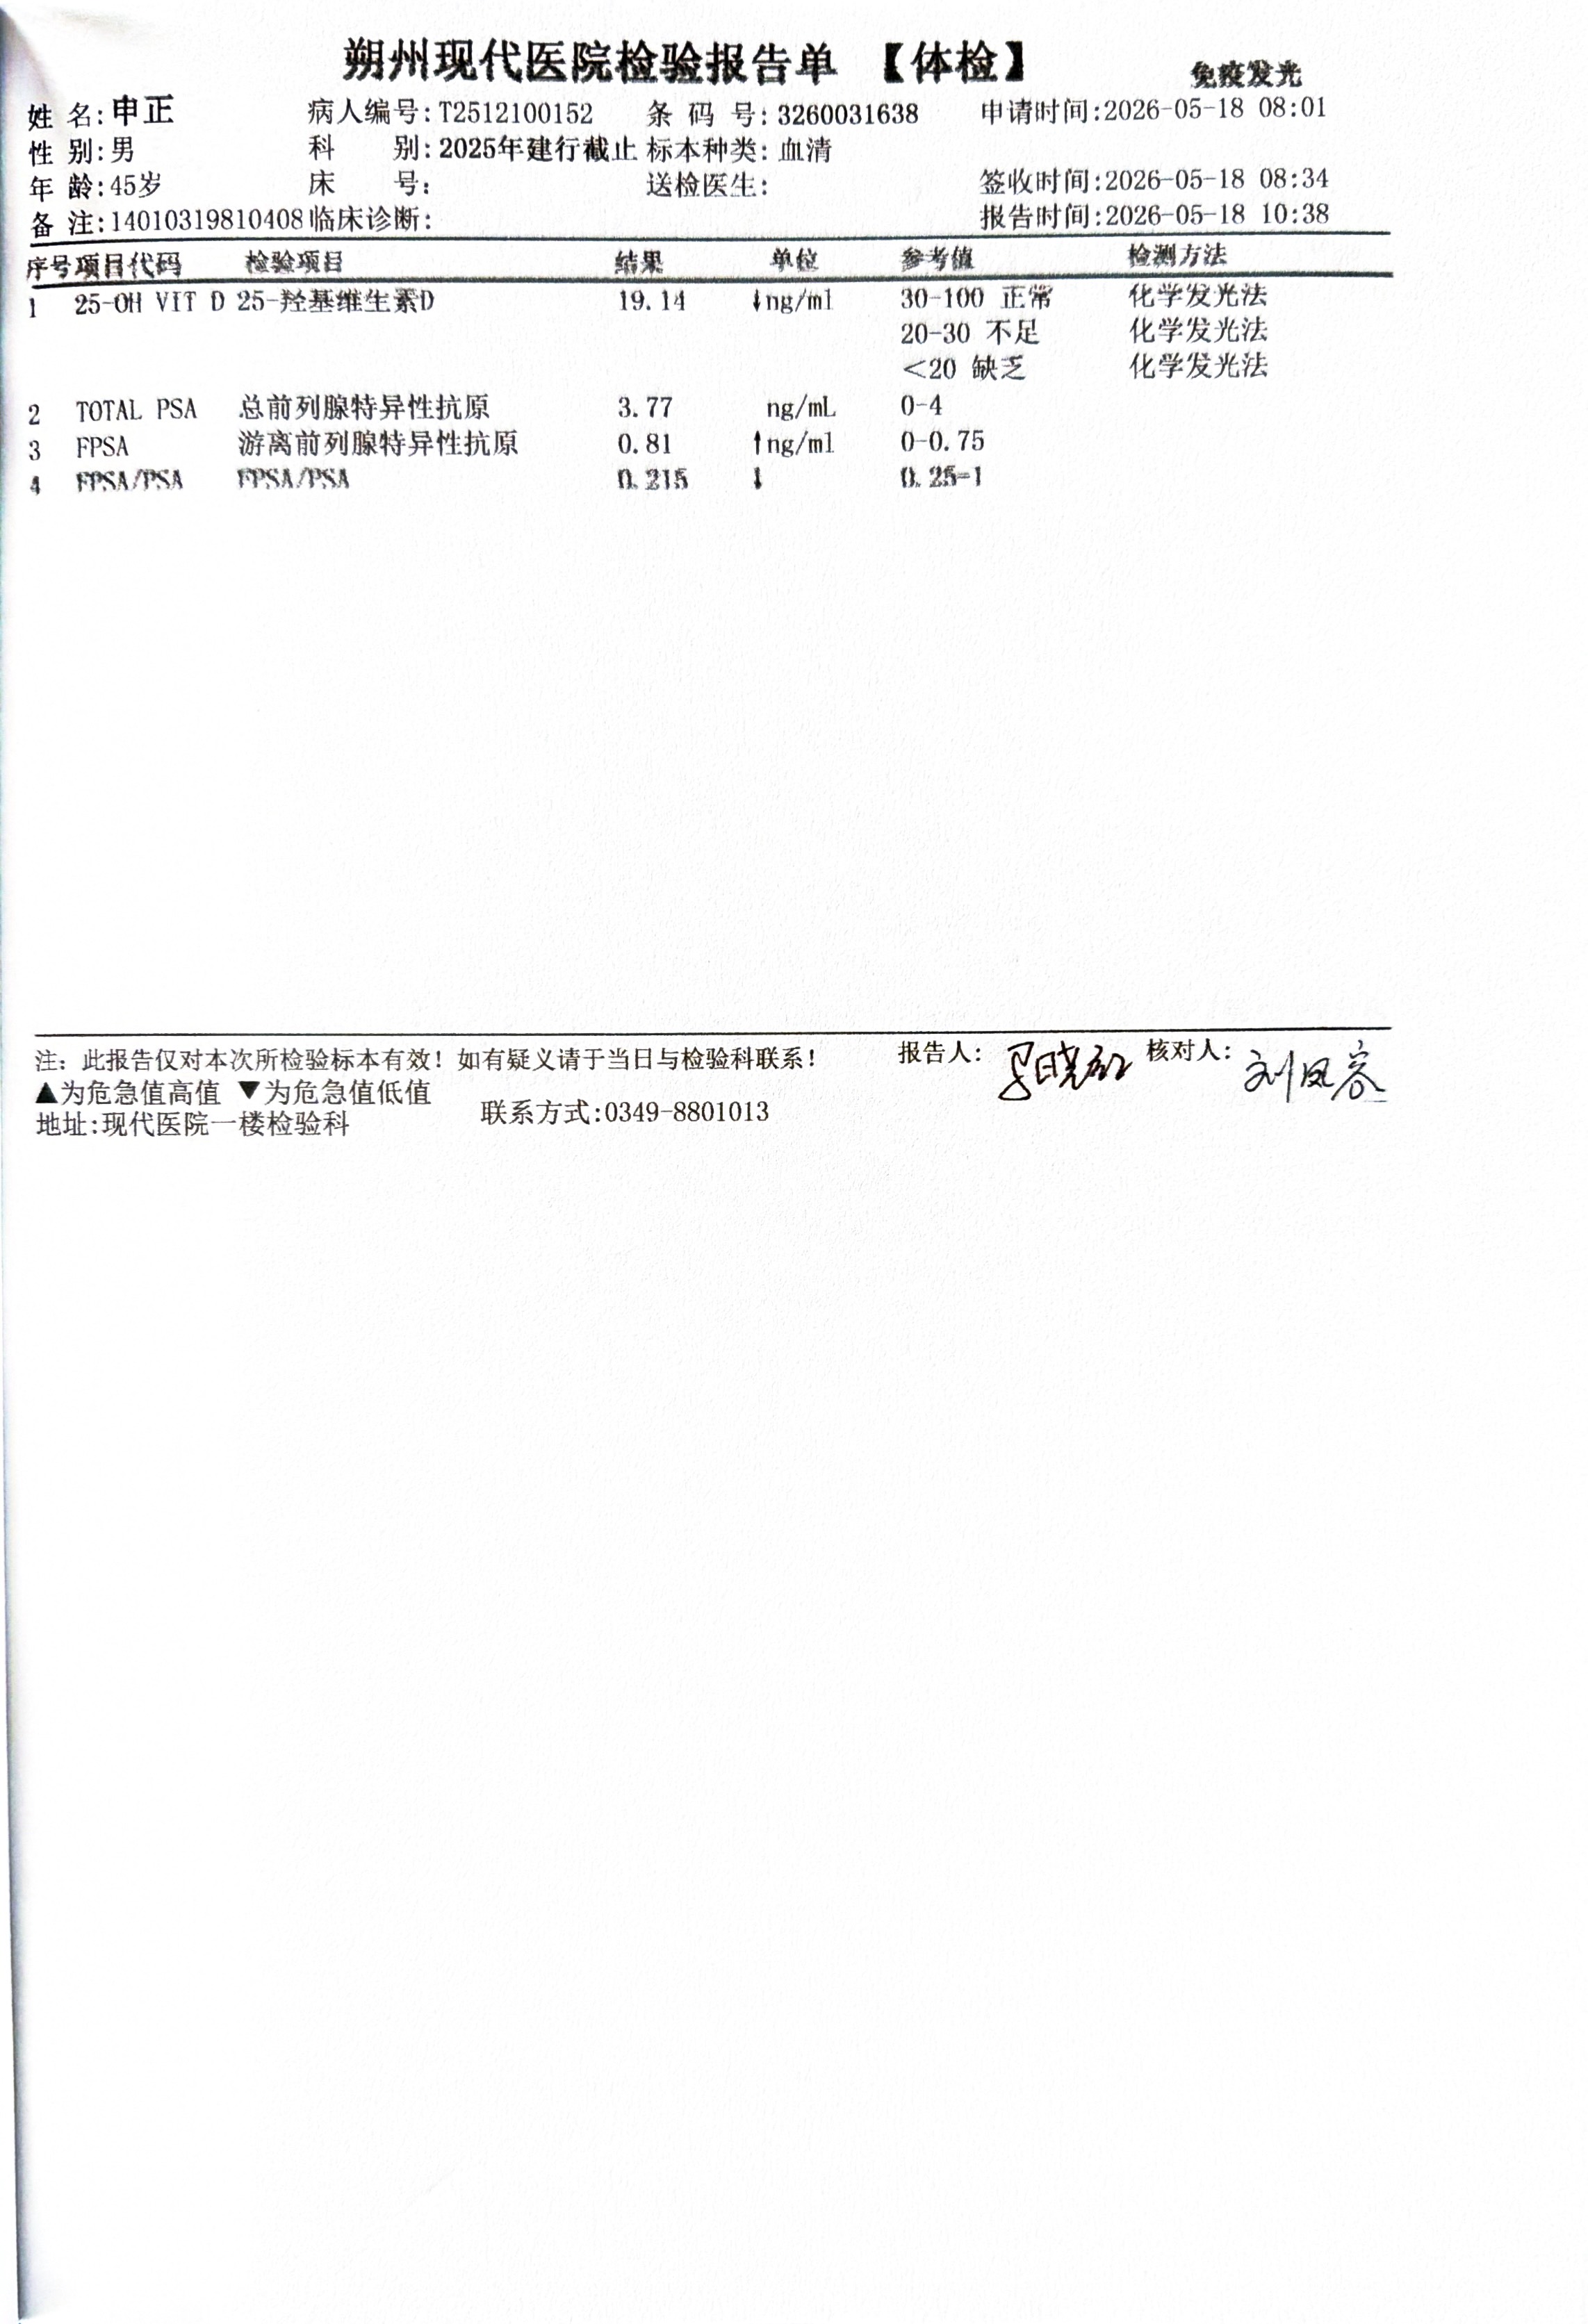 朔州现代医院检验报告单 【体检】 免疫发光
姓 名:申正 病人编号:T2512100152 条 码 号:3260031638 申请时间:2026-05-18 08:01
性 别:男 科 别:2025年建行截止 标本种类:血清
年 龄:45岁 床 号: 送检医生: 签收时间:2026-05-18 08:34
备 注:14010319810408 临床诊断: 报告时间:2026-05-18 10:38
序号 项目代码 检验项目 结果 单位 参考值 检测方法
1 25-OH VIT D 25-羟基维生素D 19.14 ↓ng/ml 30-100 正常 化学发光法
20-30 不足 化学发光法
<20 缺乏 化学发光法
2 TOTAL PSA 总前列腺特异性抗原 3.77 ng/mL 0-4
3 FPSA 游离前列腺特异性抗原 0.81 ↑ng/ml 0-0.75
4 FPSA/PSA FPSA/PSA 0.215 ↓ 0.25-1
注: 此报告仅对本次所检验标本有效! 如有疑义请于当日与检验科联系! 报告人: 核对人: 刘凤容
▲为危急值高值 ▼为危急值低值
地址:现代医院一楼检验科 联系方式:0349-8801013